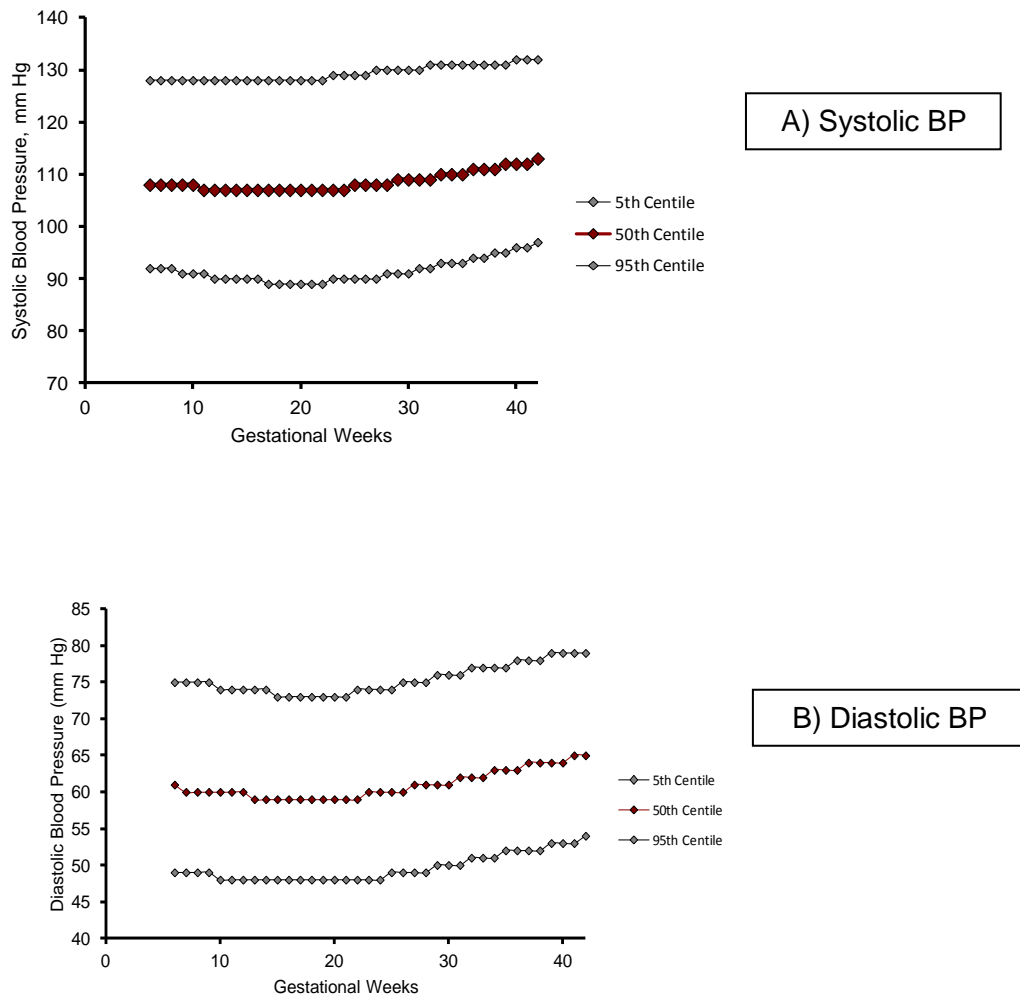 140
130
120
110
100
90
80
70
Systolic Blood Pressure, mm Hg
0
10
20
30
40
Gestational Weeks
5th Centile
50th Centile
95th Centile
A) Systolic BP
85
80
75
70
65
60
55
50
45
40
Diastolic Blood Pressure (mm Hg)
0
10
20
30
40
Gestational Weeks
5th Centile
50th Centile
95th Centile
B) Diastolic BP